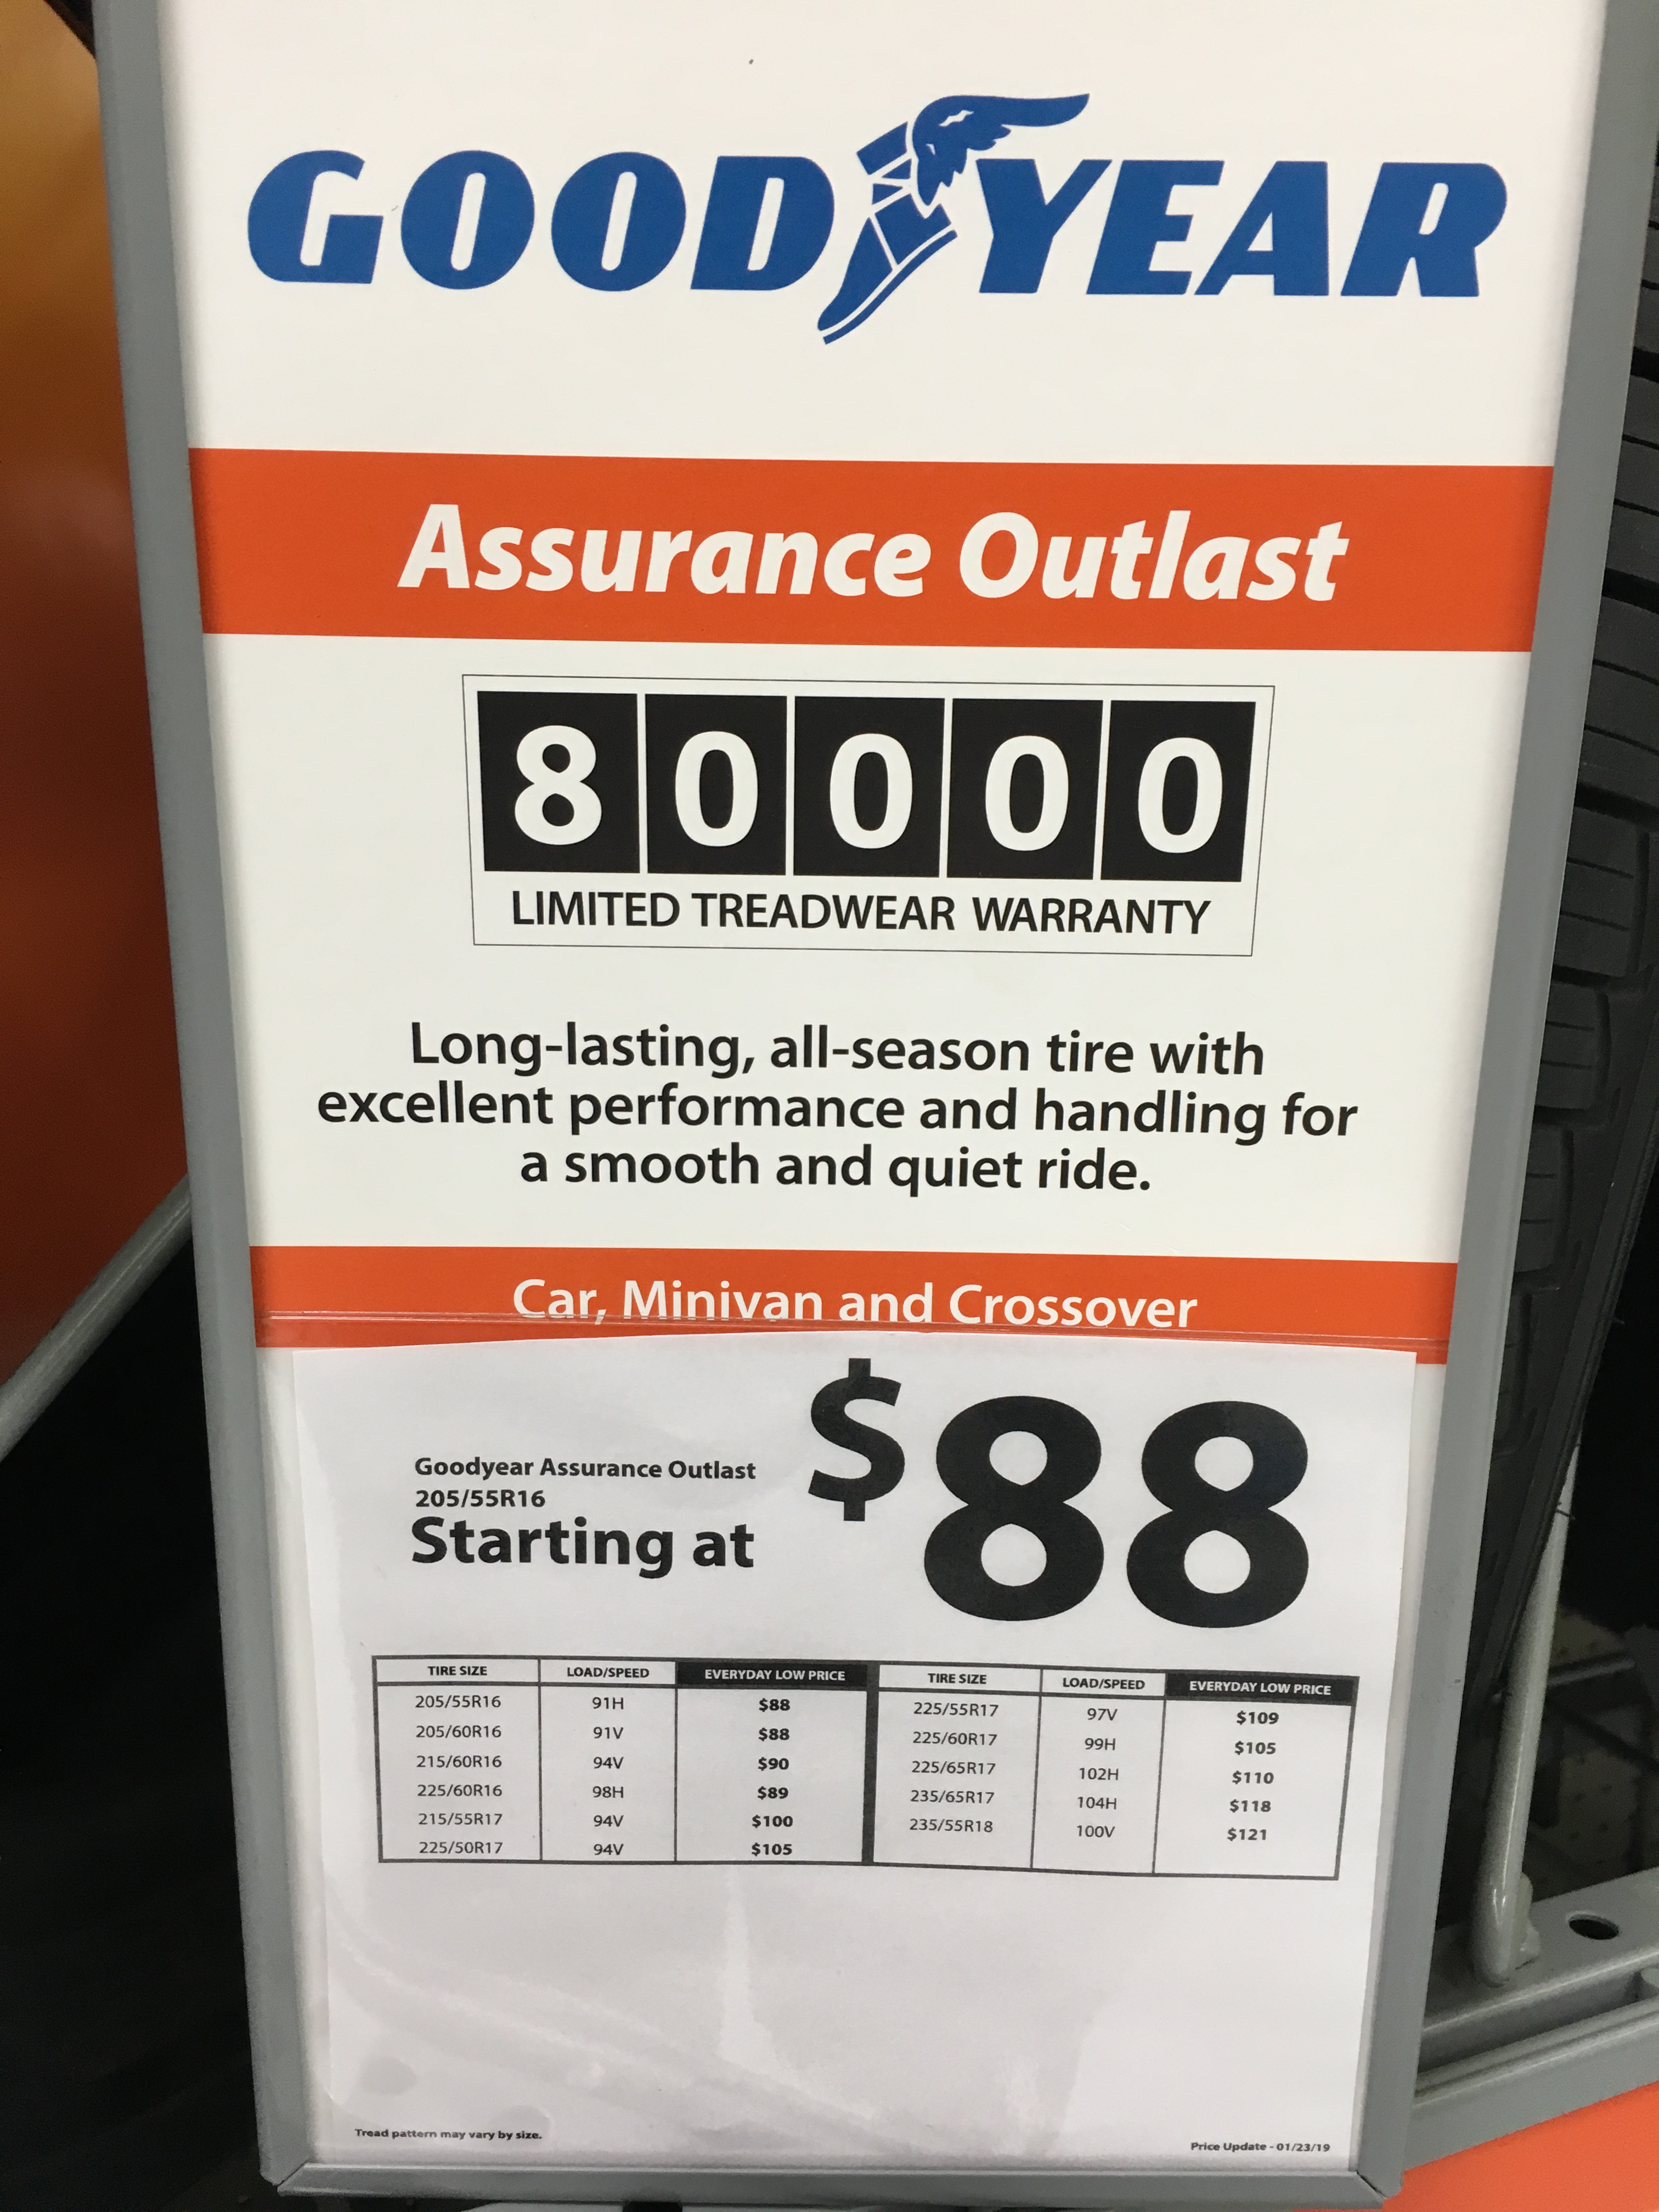 GOODYEAR
Assurance Outlast
80000
LIMITED TREADWEAR WARRANTY
Long-lasting, all-season tire with
excellent performance and handling for
a smooth and quiet ride.
Car, Minivan and Crossover
Goodyear Assurance Outlast
205/55R16
Starting at
$88
TIRE SIZE LOAD/SPEED EVERYDAY LOW PRICE
205/55R16 91H $88
205/60R16 91V $88
215/60R16 94V $90
225/60R16 98H $89
215/55R17 94V $100
225/50R17 94V $105
TIRE SIZE LOAD/SPEED EVERYDAY LOW PRICE
225/55R17 97V $109
225/60R17 99H $105
225/65R17 102H $110
235/65R17 104H $118
235/55R18 100V $121
Tread pattern may vary by size.
Price Update - 01/23/19